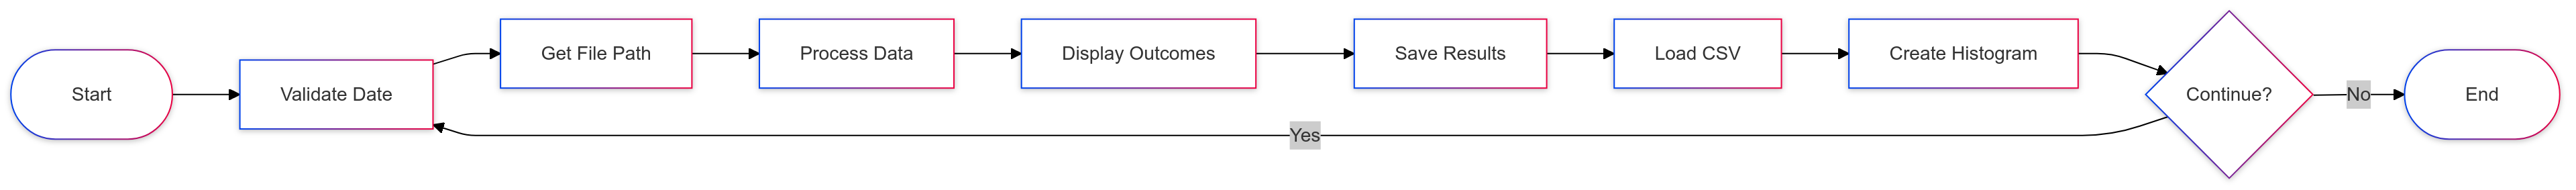 Start
Validate Date
Get File Path
Process Data
Display Outcomes
Save Results
Load CSV
Create Histogram
Continue?
No
End
Yes